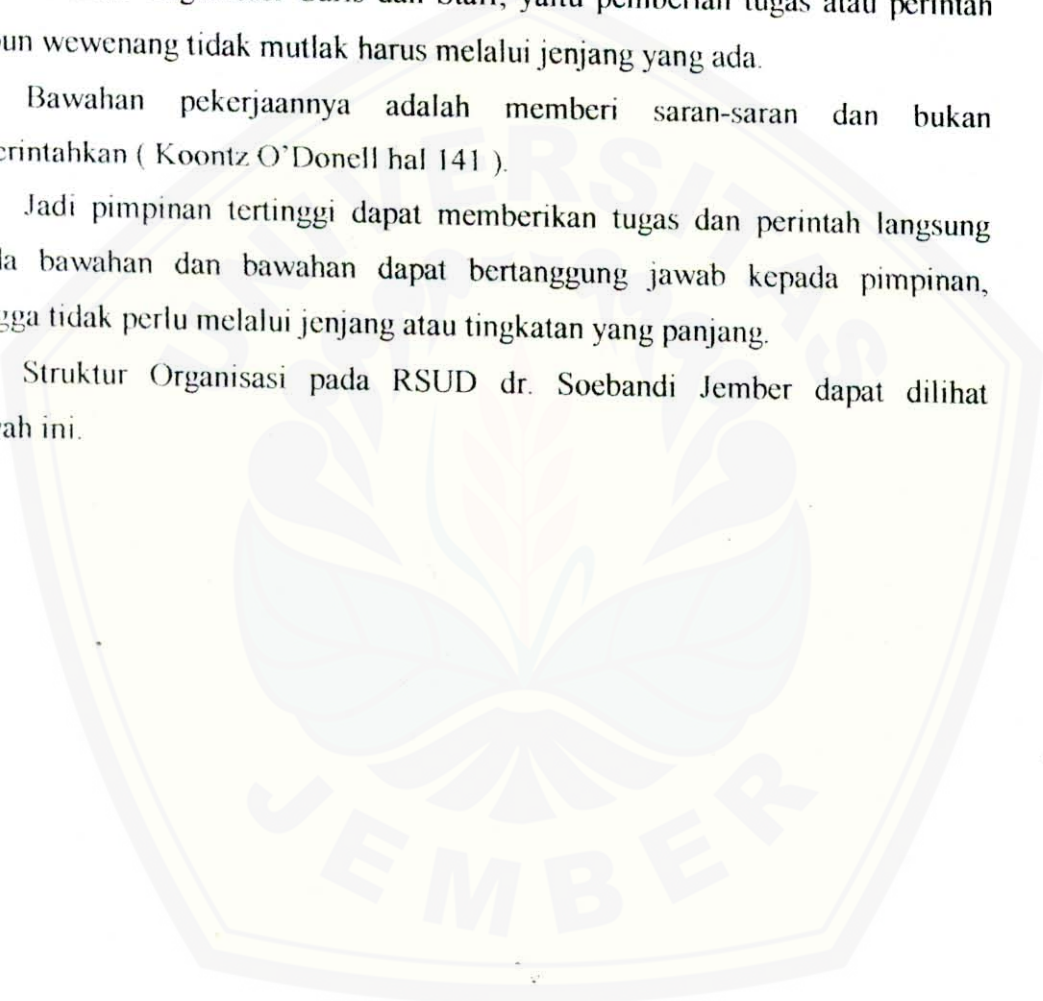 Garis dan Staff, yaitu pemberian tugas atau perintah
un wewenang tidak mutlak harus melalui jenjang yang ada.
Bawahan pekerjaannya adalah memberi saran-saran dan bukan
erintahkan ( Koontz O'Donell hal 141 ).
Jadi pimpinan tertinggi dapat memberikan tugas dan perintah langsung
da bawahan dan bawahan dapat bertanggung jawab kepada pimpinan,
gga tidak perlu melalui jenjang atau tingkatan yang panjang.
Struktur Organisasi pada RSUD dr. Soebandi Jember dapat dilihat
ah ini.
UNIVERSITAS
JEMBER